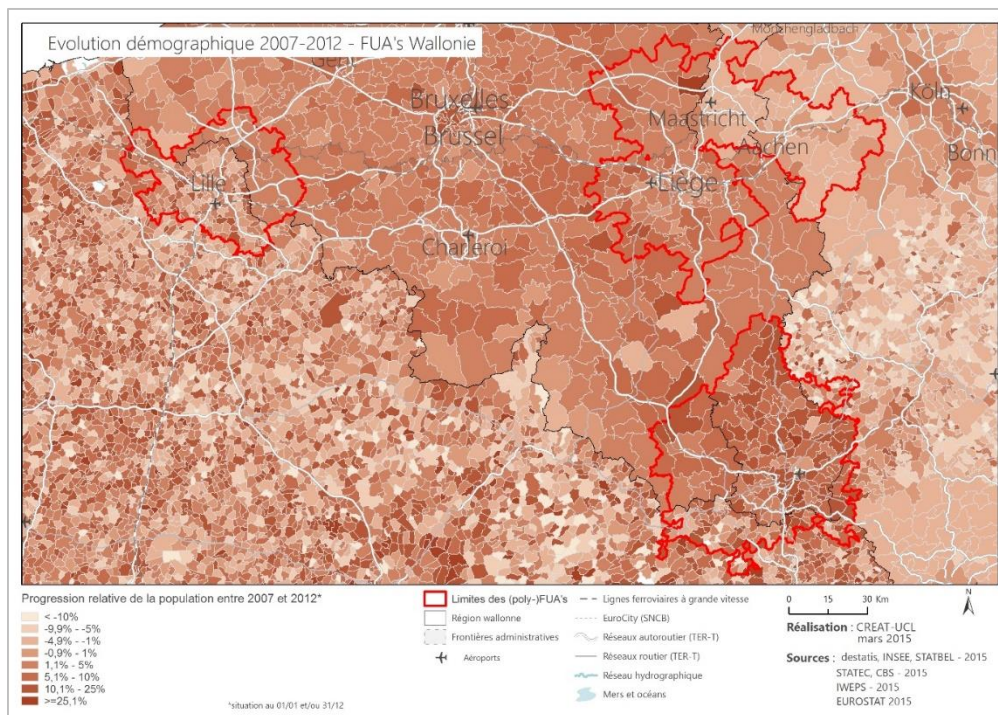 Evolution démographique 2007-2012 - FUA's Wallonie
Mönchengladbach
Gent
Bruxelles
Brussel
Maastricht
Köln
Aachen
Bonn
Lille
Liège
Charleroi
Progression relative de la population entre 2007 et 2012*
< -10%
-9,9% - -5%
-4,9% - -1%
-0,9% - 1%
1,1% - 5%
5,1% - 10%
10,1% - 25%
>=25,1%
*situation au 01/01 et/ou 31/12
Limites des (poly-)FUA's
Région wallonne
Frontières administratives
Aéroports
Lignes ferroviaires à grande vitesse
EuroCity (SNCB)
Réseaux autoroutier (TER-T)
Réseaux routier (TER-T)
Réseau hydrographique
Mers et océans
0 15 30 Km
N
Réalisation : CREAT-UCL
mars 2015
Sources : destatis, INSEE, STATBEL - 2015
STATEC, CBS - 2015
IWEPS - 2015
EUROSTAT 2015